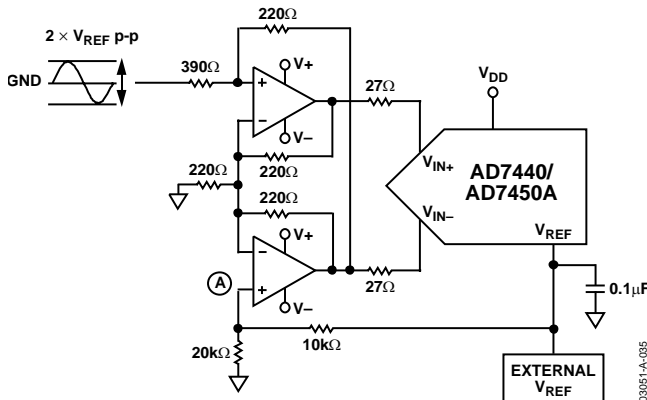 220Ω
2 × VREF p-p
GND
390Ω
V+
+
–
V–
27Ω
VDD
VIN+
AD7440/
AD7450A
VIN–
VREF
220Ω
220Ω
220Ω
V+
–
+
V–
A
27Ω
0.1µF
20kΩ
10kΩ
EXTERNAL
VREF
03051-A-035